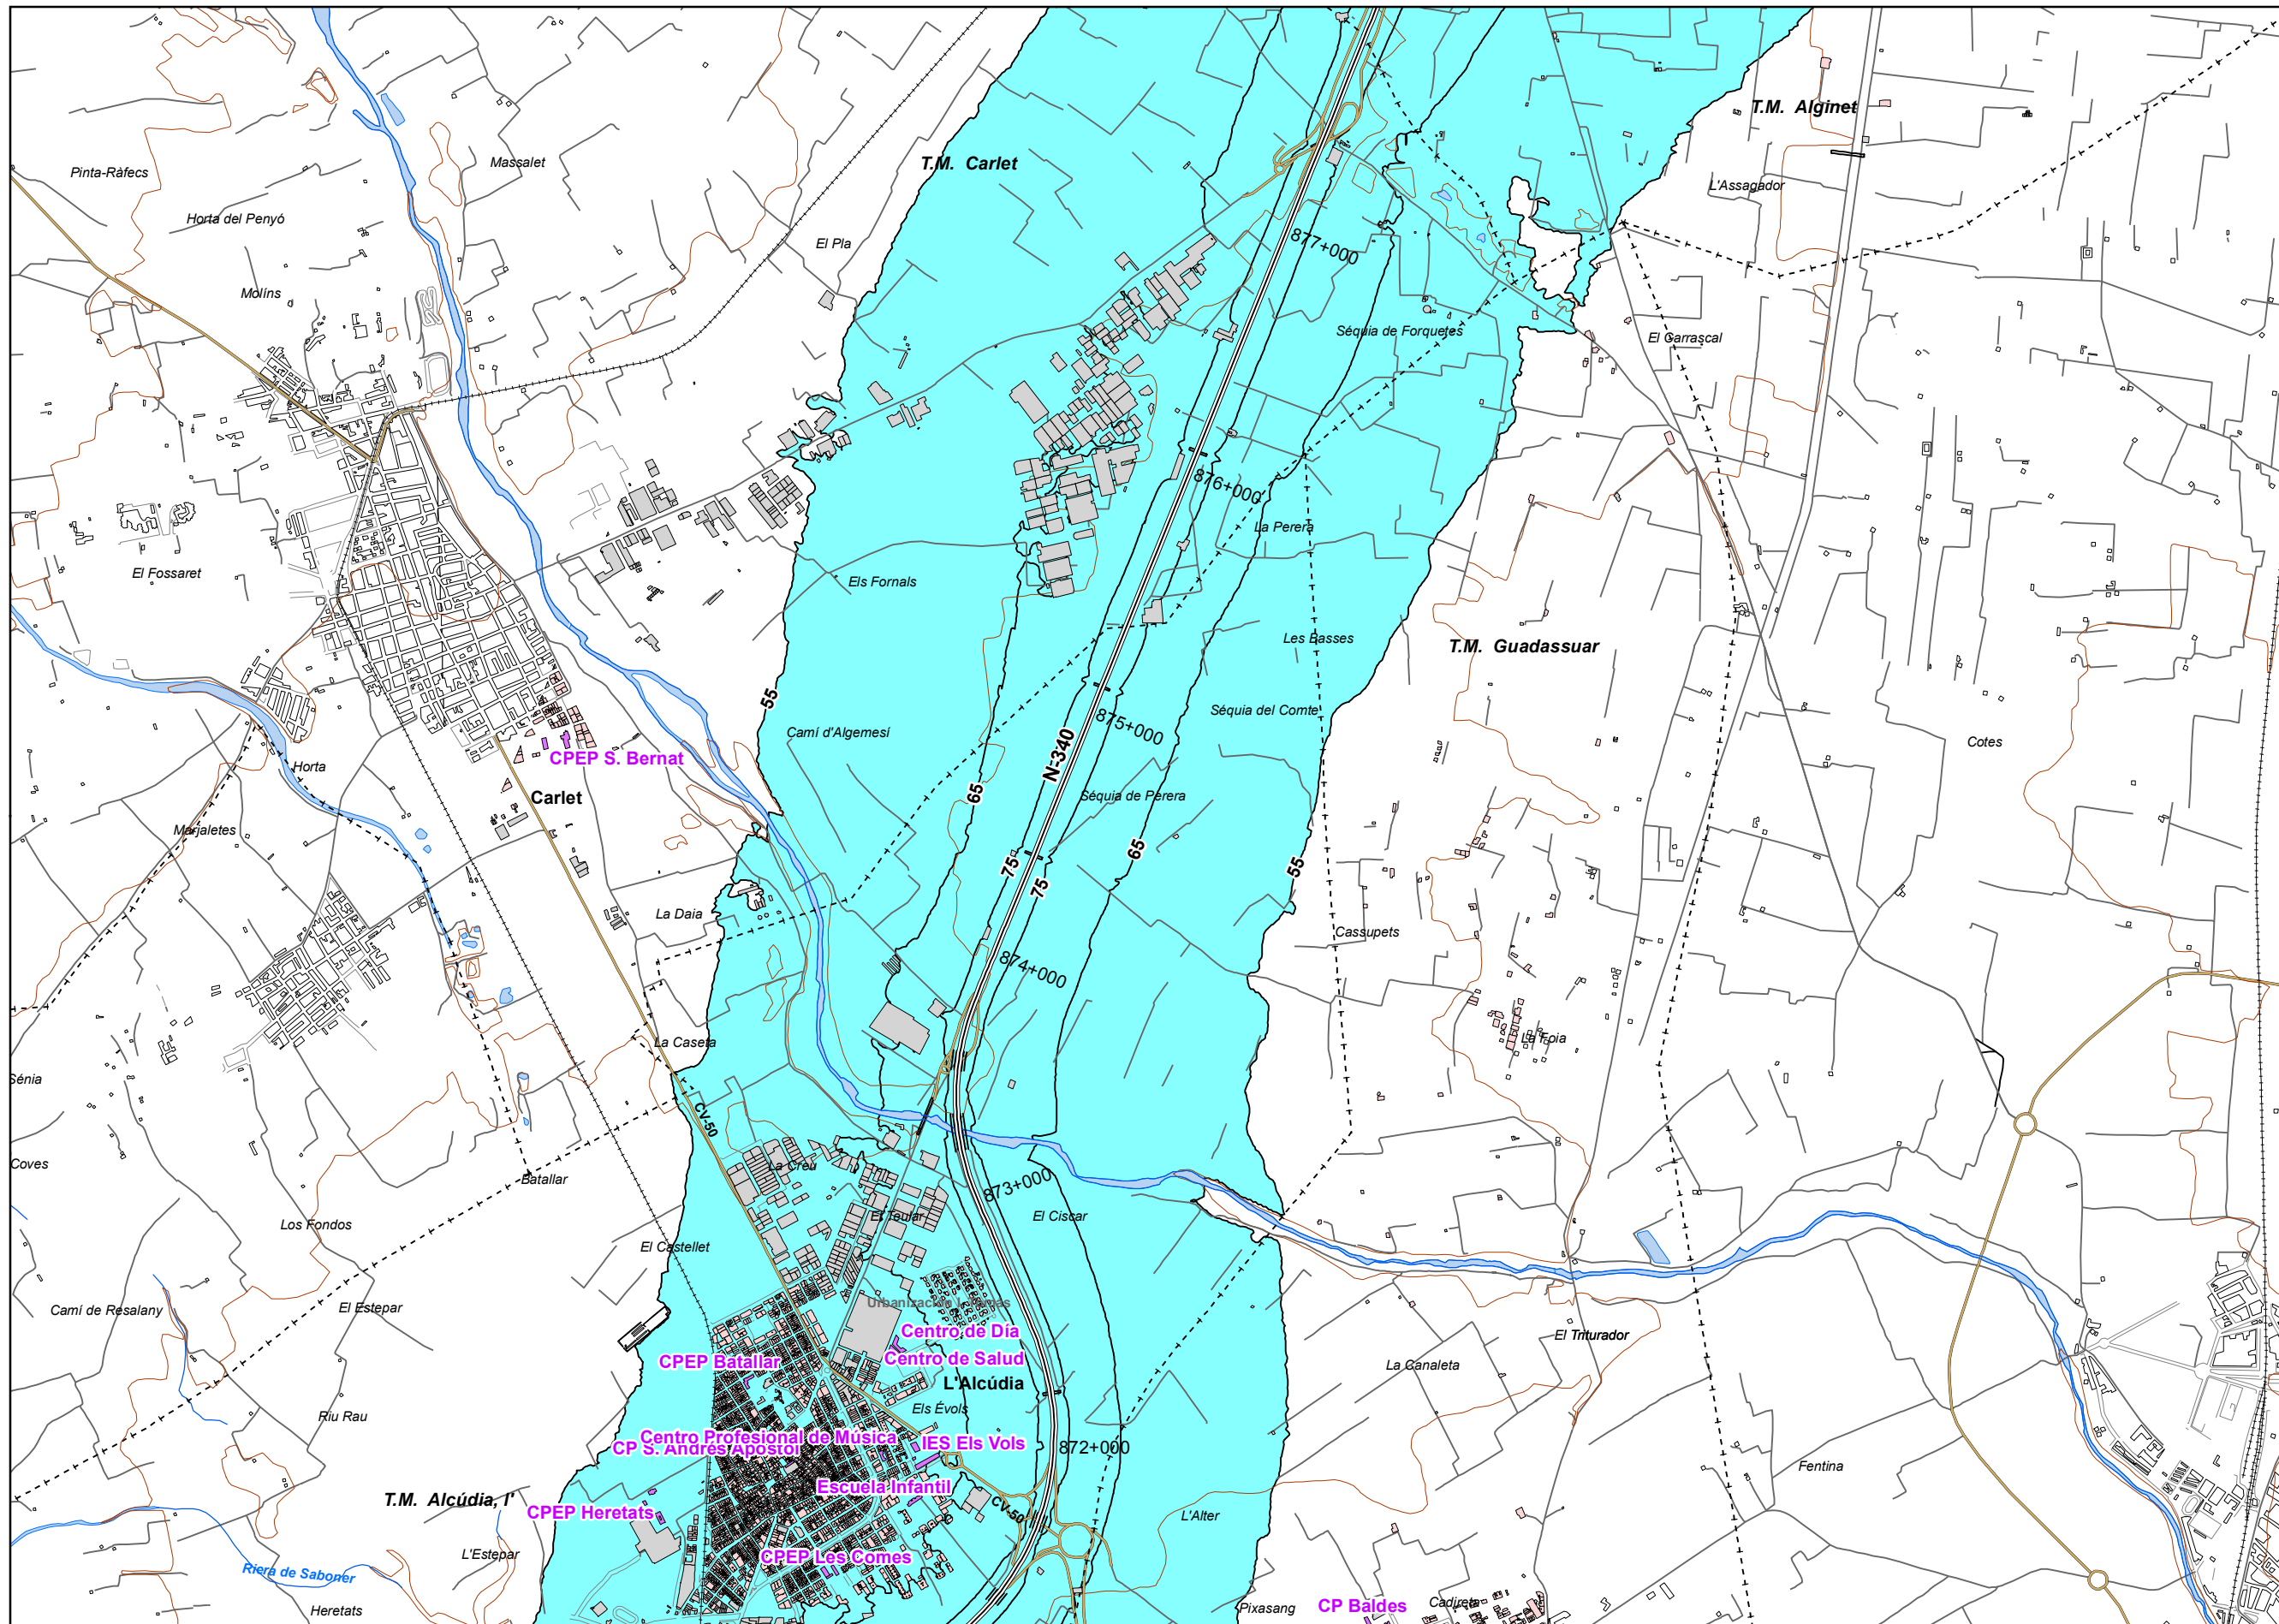 T.M. Alginet
T.M. Carlet
Massalet
Pinta-Ràfecs
L'Assagador
Horta del Penyó
El Pla
877+000
Molíns
Séquia de Forquetes
El Garrascal
876+000
La Perera
El Fossaret
Els Fornals
Les Basses
T.M. Guadassuar
55
Séquia del Comte
875+000
Camí d'Algemesí
Cotes
CPEP S. Bernat
N-340
Horta
65
Séquia de Perera
Carlet
Marjaletes
65
75
55
75
La Daia
Cassupets
874+000
La Caseta
La Foia
Sénia
CV-50
Coves
La Creu
Batallar
873+000
El Teular
El Ciscar
Los Fondos
El Castellet
Camí de Resalany
El Estepar
Centro de Día
El Triturador
CPEP Batallar
Centro de Salud
La Canaleta
L'Alcúdia
Els Évols
Riu Rau
Centro Profesional de Música
CP S. Andrés Apostol
IES Els Vols
872+000
Fentina
Escuela Infantil
T.M. Alcúdia, l'
CPEP Heretats
CV-50
L'Alter
L'Estepar
CPEP Les Comes
Riera de Saboner
Heretats
Pixasang
CP Baldes
Cadireta